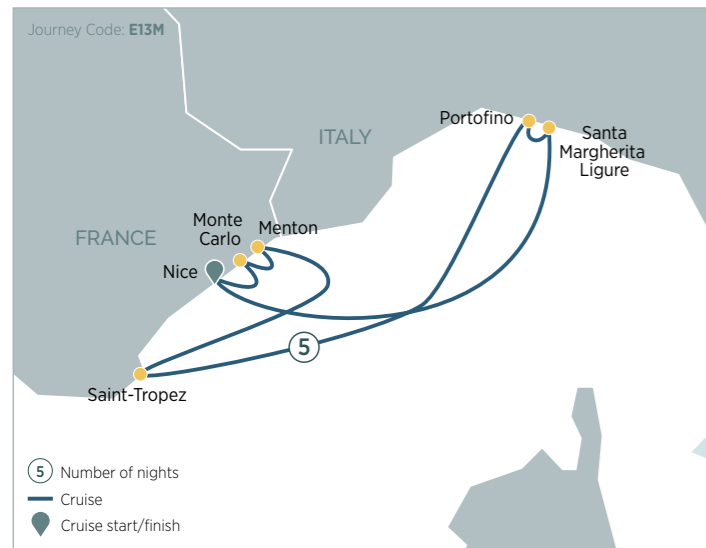 Journey Code: E13M
Portofino
ITALY
Santa
Margherita
Ligure
Monte
Carlo
Menton
FRANCE
Nice
5
Saint-Tropez
5 Number of nights
Cruise
Cruise start/finish